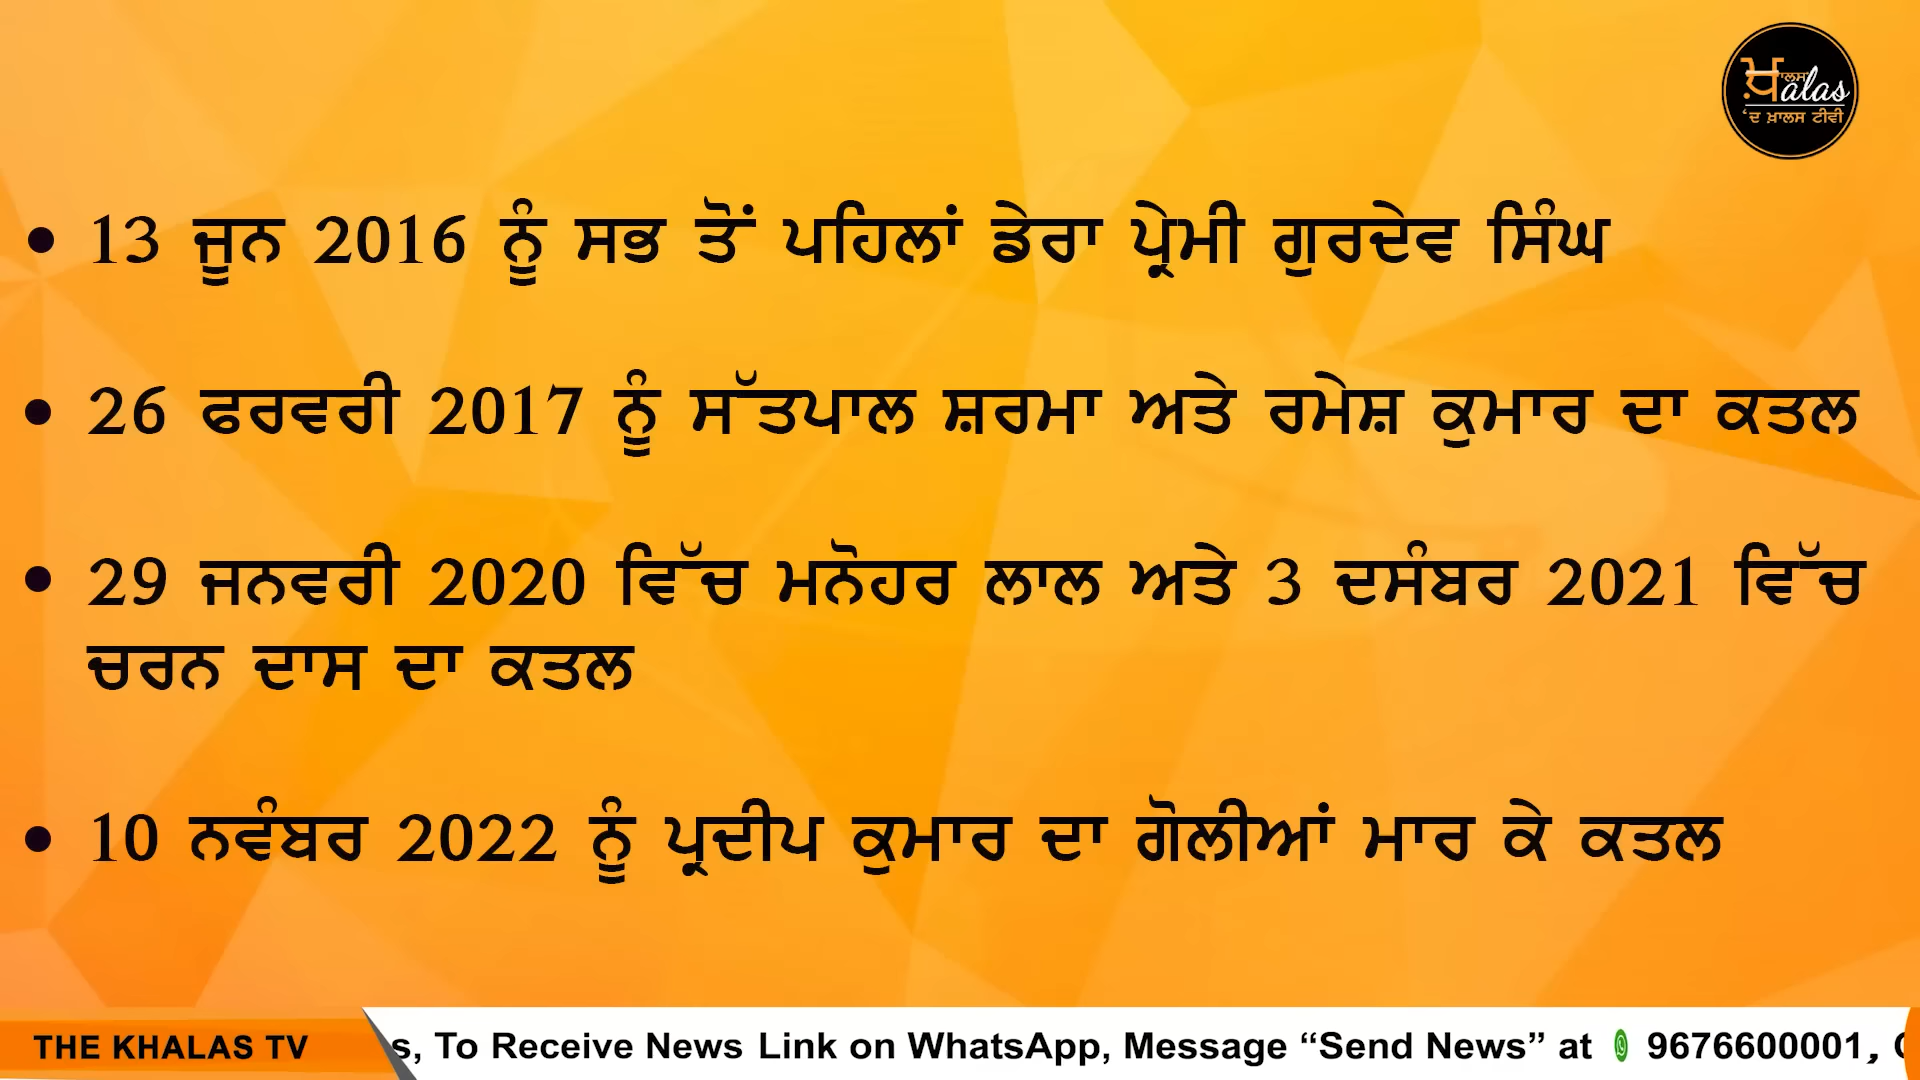 ਖ਼ਾਲਸ alas
'ਦ ਖ਼ਾਲਸ ਟੀਵੀ
• 13 ਜੂਨ 2016 ਨੂੰ ਸਭ ਤੋਂ ਪਹਿਲਾਂ ਡੇਰਾ ਪ੍ਰੇਮੀ ਗੁਰਦੇਵ ਸਿੰਘ
• 26 ਫਰਵਰੀ 2017 ਨੂੰ ਸੱਤਪਾਲ ਸ਼ਰਮਾ ਅਤੇ ਰਮੇਸ਼ ਕੁਮਾਰ ਦਾ ਕਤਲ
• 29 ਜਨਵਰੀ 2020 ਵਿੱਚ ਮਨੋਹਰ ਲਾਲ ਅਤੇ 3 ਦਸੰਬਰ 2021 ਵਿੱਚ
ਚਰਨ ਦਾਸ ਦਾ ਕਤਲ
• 10 ਨਵੰਬਰ 2022 ਨੂੰ ਪ੍ਰਦੀਪ ਕੁਮਾਰ ਦਾ ਗੋਲੀਆਂ ਮਾਰ ਕੇ ਕਤਲ
THE KHALAS TV s, To Receive News Link on WhatsApp, Message “Send News” at 9676600001,